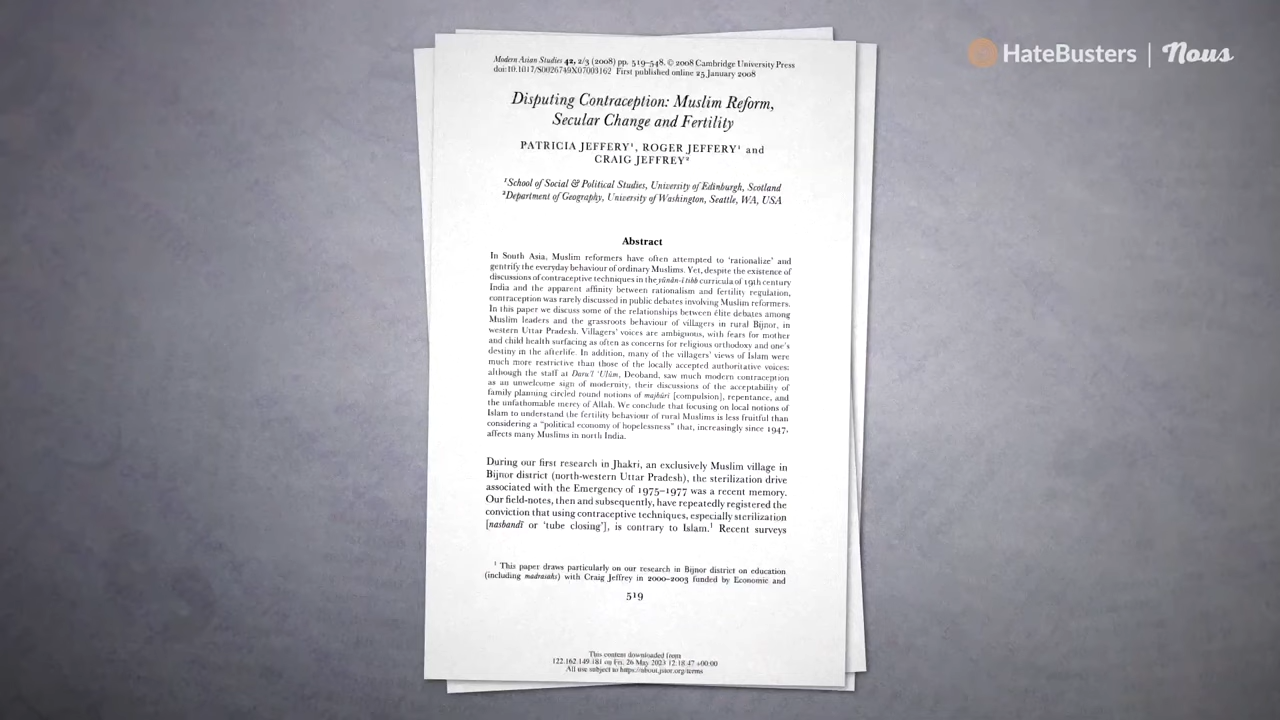 HateBusters | Nous
Modern Asian Studies 42, 2/3 (2008) pp. 519–548. © 2008 Cambridge University Press
doi:10.1017/S0026749X07003162 First published online 25 January 2008
Disputing Contraception: Muslim Reform,
Secular Change and Fertility
PATRICIA JEFFERY¹, ROGER JEFFERY¹ and
CRAIG JEFFREY²
¹School of Social & Political Studies, University of Edinburgh, Scotland
²Department of Geography, University of Washington, Seattle, WA, USA
Abstract
In South Asia, Muslim reformers have often attempted to ‘rationalize’ and
gentrify the everyday behaviour of ordinary Muslims. Yet, despite the existence of
discussions of contraceptive techniques in the yūnān-ī tibb curricula of 19th century
India and the apparent affinity between rationalism and fertility regulation,
contraception was rarely discussed in public debates involving Muslim reformers.
In this paper we discuss some of the relationships between élite debates among
Muslim leaders and the grassroots behaviour of villagers in rural Bijnor, in
western Uttar Pradesh. Villagers’ voices are ambiguous, with fears for mother
and child health surfacing as often as concerns for religious orthodoxy and one’s
destiny in the afterlife. In addition, many of the villagers’ views of Islam were
much more restrictive than those of the locally accepted authoritative voices:
although the staff at Daru’l ‘Ulūm, Deoband, saw much modern contraception
as an unwelcome sign of modernity, their discussions of the acceptability of
family planning circled round notions of majbūri [compulsion], repentance, and
the unfathomable mercy of Allah. We conclude that focusing on local notions of
Islam to understand the fertility behaviour of rural Muslims is less fruitful than
considering a “political economy of hopelessness” that, increasingly since 1947,
affects many Muslims in north India.
During our first research in Jhakri, an exclusively Muslim village in
Bijnor district (north-western Uttar Pradesh), the sterilization drive
associated with the Emergency of 1975–1977 was a recent memory.
Our field-notes, then and subsequently, have repeatedly registered the
conviction that using contraceptive techniques, especially sterilization
[nasbandī or ‘tube closing’], is contrary to Islam.¹ Recent surveys
¹ This paper draws particularly on our research in Bijnor district on education
(including madrasahs) with Craig Jeffrey in 2000–2003 funded by Economic and
519
This content downloaded from
122.162.149.181 on Fri, 26 May 2023 12:18:47 +00:00
All use subject to https://about.jstor.org/terms